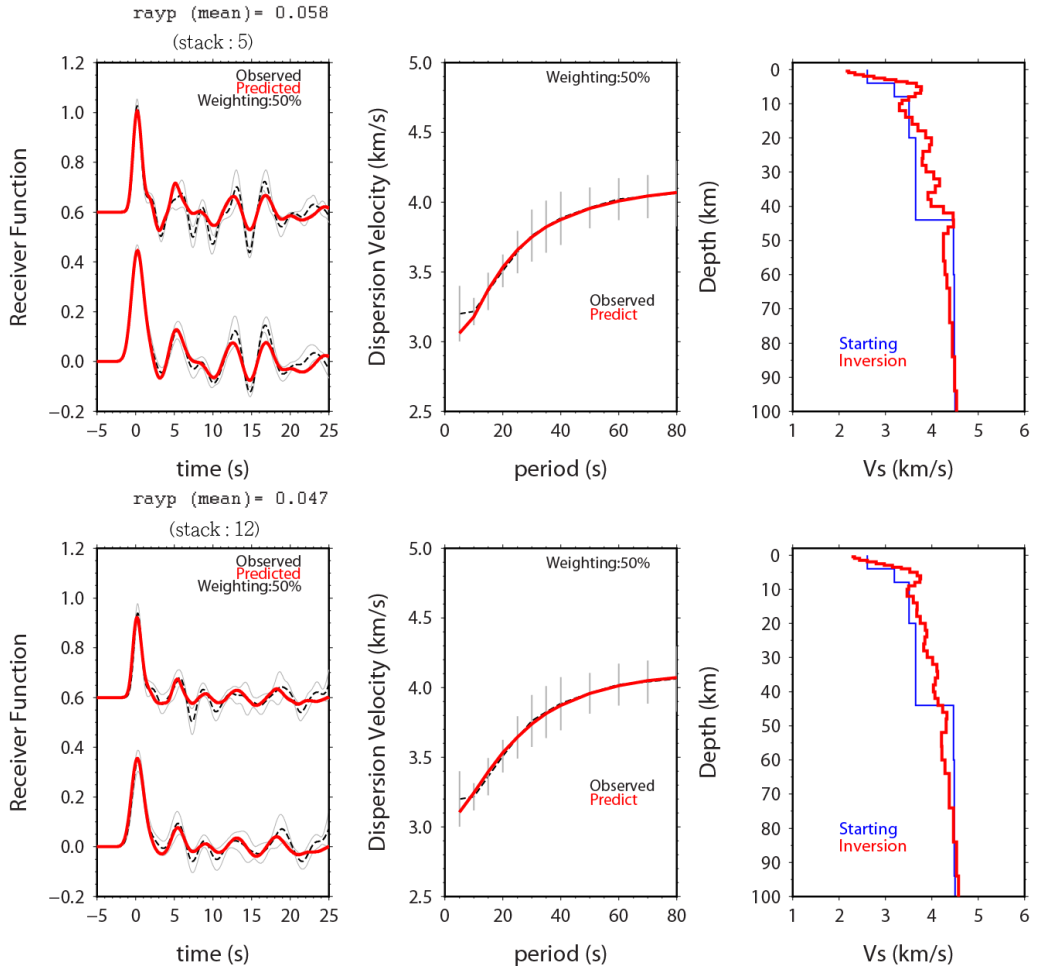 rayp (mean)= 0.058
(stack : 5)
1.2
1.0
0.8
0.6
0.4
0.2
0.0
−0.2
−5 0 5 10 15 20 25
Receiver Function
time (s)
Observed
Predicted
Weighting:50%
5.0
4.5
4.0
3.5
3.0
2.5
0 20 40 60 80
Dispersion Velocity (km/s)
period (s)
Weighting:50%
Observed
Predict
0
10
20
30
40
50
60
70
80
90
100
1 2 3 4 5 6
Depth (km)
Vs (km/s)
Starting
Inversion
rayp (mean)= 0.047
(stack : 12)
1.2
1.0
0.8
0.6
0.4
0.2
0.0
−0.2
−5 0 5 10 15 20 25
Receiver Function
time (s)
Observed
Predicted
Weighting:50%
5.0
4.5
4.0
3.5
3.0
2.5
0 20 40 60 80
Dispersion Velocity (km/s)
period (s)
Weighting:50%
Observed
Predict
0
10
20
30
40
50
60
70
80
90
100
1 2 3 4 5 6
Depth (km)
Vs (km/s)
Starting
Inversion